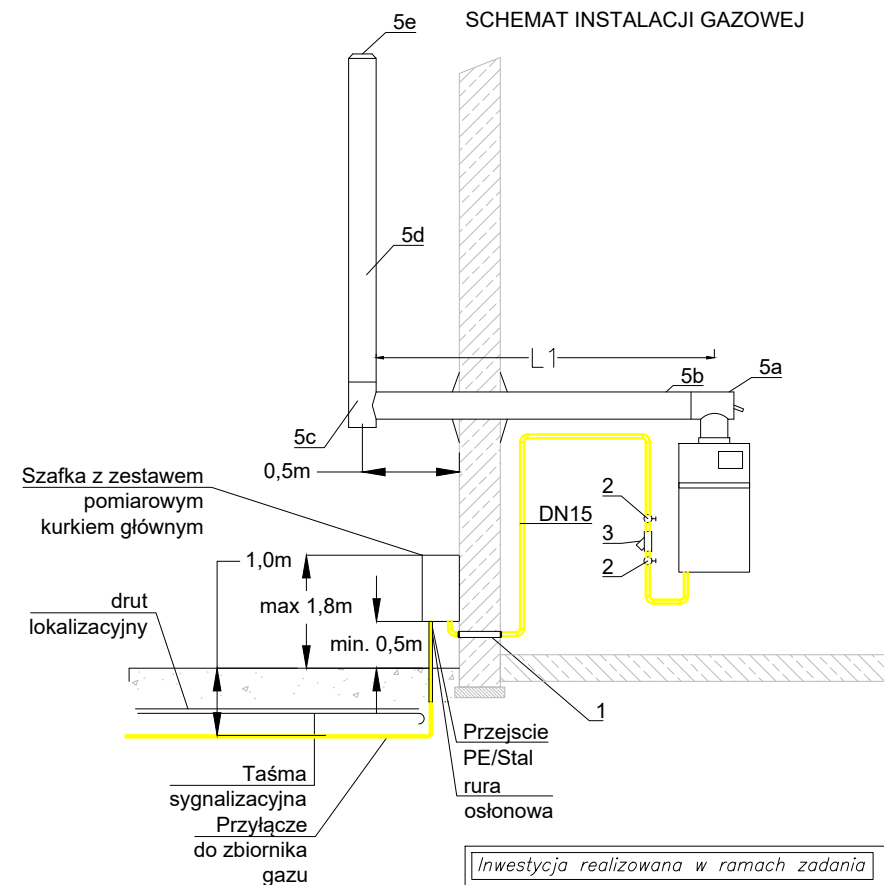 SCHEMAT INSTALACJI GAZOWEJ
5e
5d
L1
5b
5a
5c
0,5m
Szafka z zestawem
pomiarowym
kurkiem głównym
2
DN15
3
2
1,0m
max 1,8m
drut
lokalizacyjny
min. 0,5m
1
Przejscie
PE/Stal
rura
osłonowa
Taśma
sygnalizacyjna
Przyłącze
do zbiornika
gazu
Inwestycja realizowana w ramach zadania